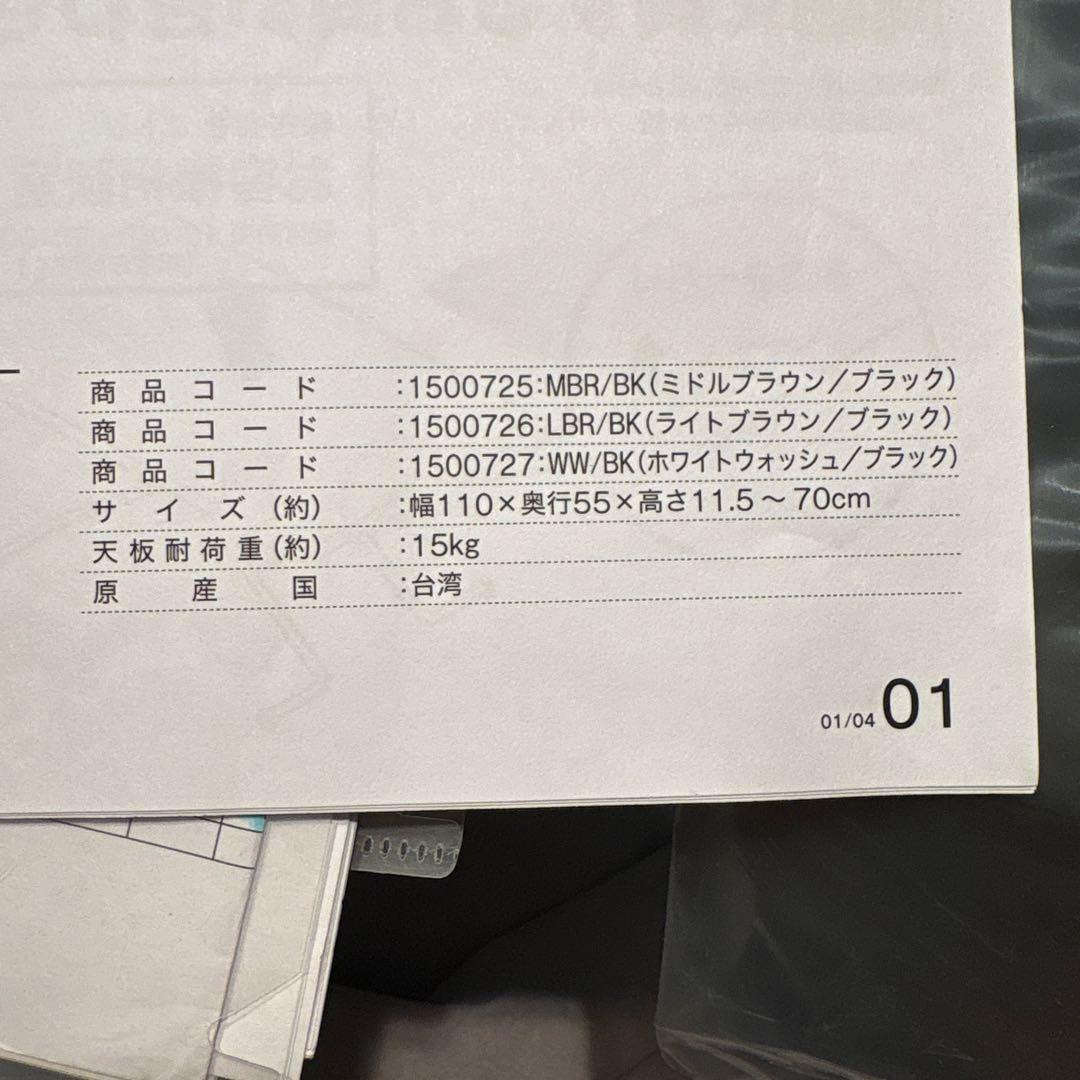 商品コード:1500725:MBR/BK(ミドルブラウン/ブラック)
商品コード:1500726:LBR/BK(ライトブラウン/ブラック)
商品コード:1500727:WW/BK(ホワイトウォッシュ/ブラック)
サイズ(約):幅110×奥行55×高さ11.5～70cm
天板耐荷重(約):15kg
原産国:台湾
01/04 01